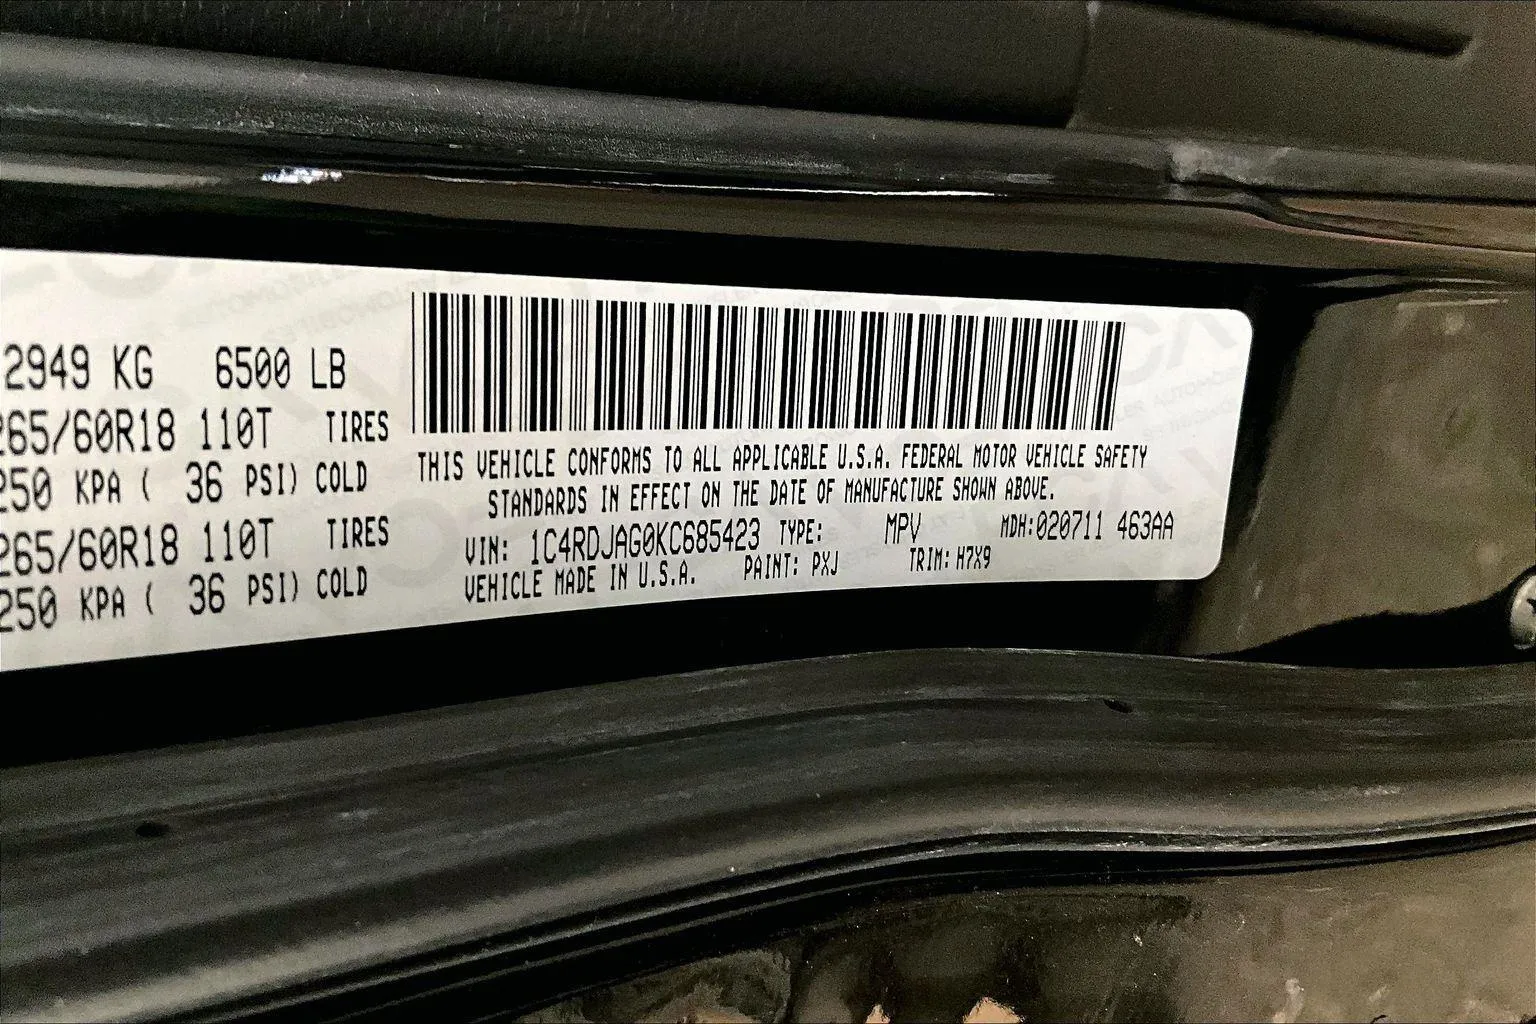 2949 KG 6500 LB
265/60R18 110T TIRES
250 KPA ( 36 PSI) COLD
265/60R18 110T TIRES
250 KPA ( 36 PSI) COLD
THIS VEHICLE CONFORMS TO ALL APPLICABLE U.S.A. FEDERAL MOTOR VEHICLE SAFETY
STANDARDS IN EFFECT ON THE DATE OF MANUFACTURE SHOWN ABOVE.
VIN: 1C4RDJAG0KC685423 TYPE: MPV MDH:020711 463AA
VEHICLE MADE IN U.S.A. PAINT: PXJ TRIM: H7X9